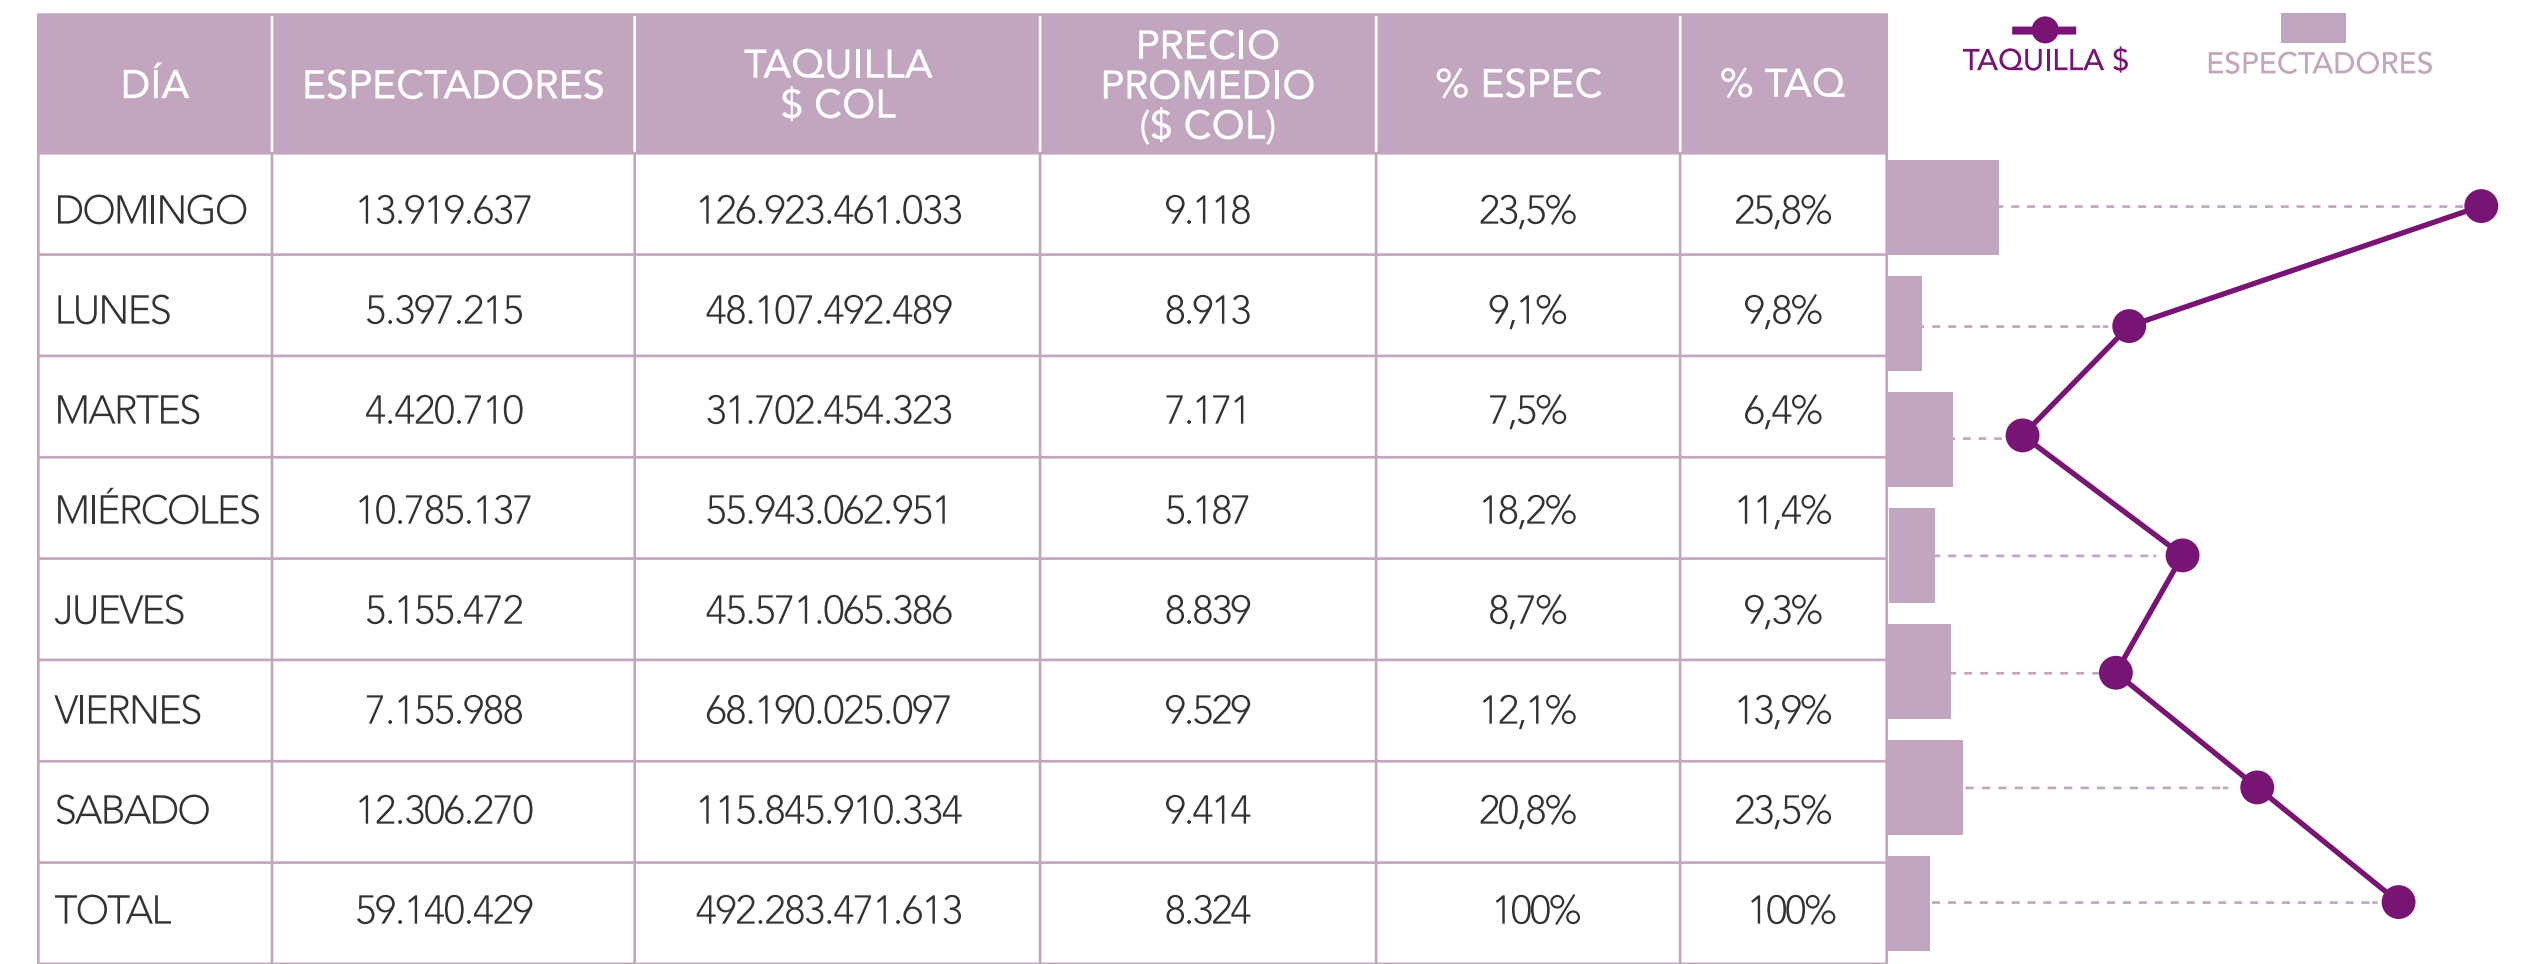 DÍA ESPECTADORES TAQUILLA $ COL PRECIO PROMEDIO ($ COL) % ESPEC % TAQ
TAQUILLA $ ESPECTADORES
DOMINGO 13.919.637 126.923.461.033 9.118 23,5% 25,8%
LUNES 5.397.215 48.107.492.489 8.913 9,1% 9,8%
MARTES 4.420.710 31.702.454.323 7.171 7,5% 6,4%
MIÉRCOLES 10.785.137 55.943.062.951 5.187 18,2% 11,4%
JUEVES 5.155.472 45.571.065.386 8.839 8,7% 9,3%
VIERNES 7.155.988 68.190.025.097 9.529 12,1% 13,9%
SABADO 12.306.270 115.845.910.334 9.414 20,8% 23,5%
TOTAL 59.140.429 492.283.471.613 8.324 100% 100%